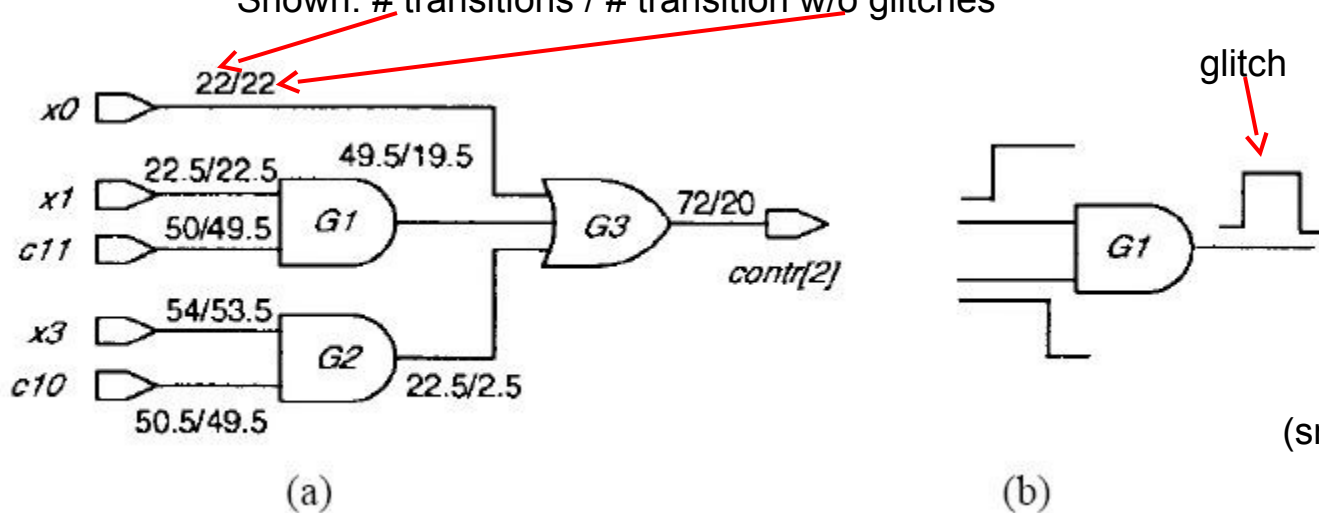 Shown: # transitions / # transition w/o glitches
22/22
glitch
x0
22.5/22.5
49.5/19.5
x1
G1
72/20
50/49.5
G3
G1
c11
contr[2]
54/53.5
x3
G2
c10
22.5/2.5
50.5/49.5
(a)
(b)